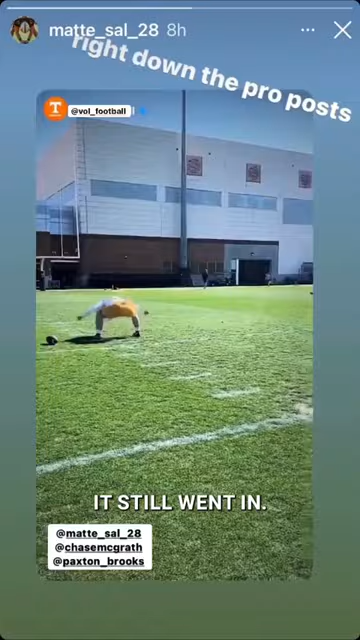 matte_sal_28 8h
right down the pro posts
T
@vol_football
IT STILL WENT IN.
@matte_sal_28
@chasemcgrath
@paxton_brooks